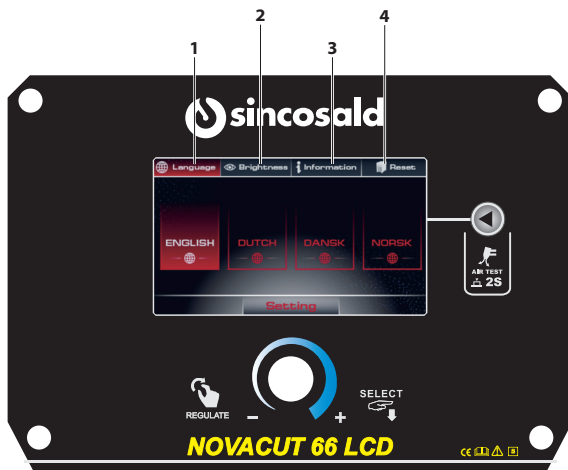 1 2 3 4
sincosald
Language Brightness Information Reset
ENGLISH DUTCH DANSK NORSK
AIR TEST
2S
Setting
REGULATE - + SELECT
NOVACUT 66 LCD CE